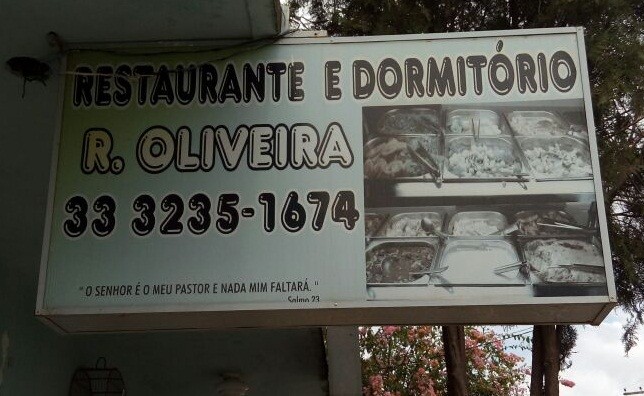 RESTAURANTE E DORMITÓRIO
R. OLIVEIRA
33 3235-1674
" O SENHOR É O MEU PASTOR E NADA MIM FALTARÁ. "
Salmo 23